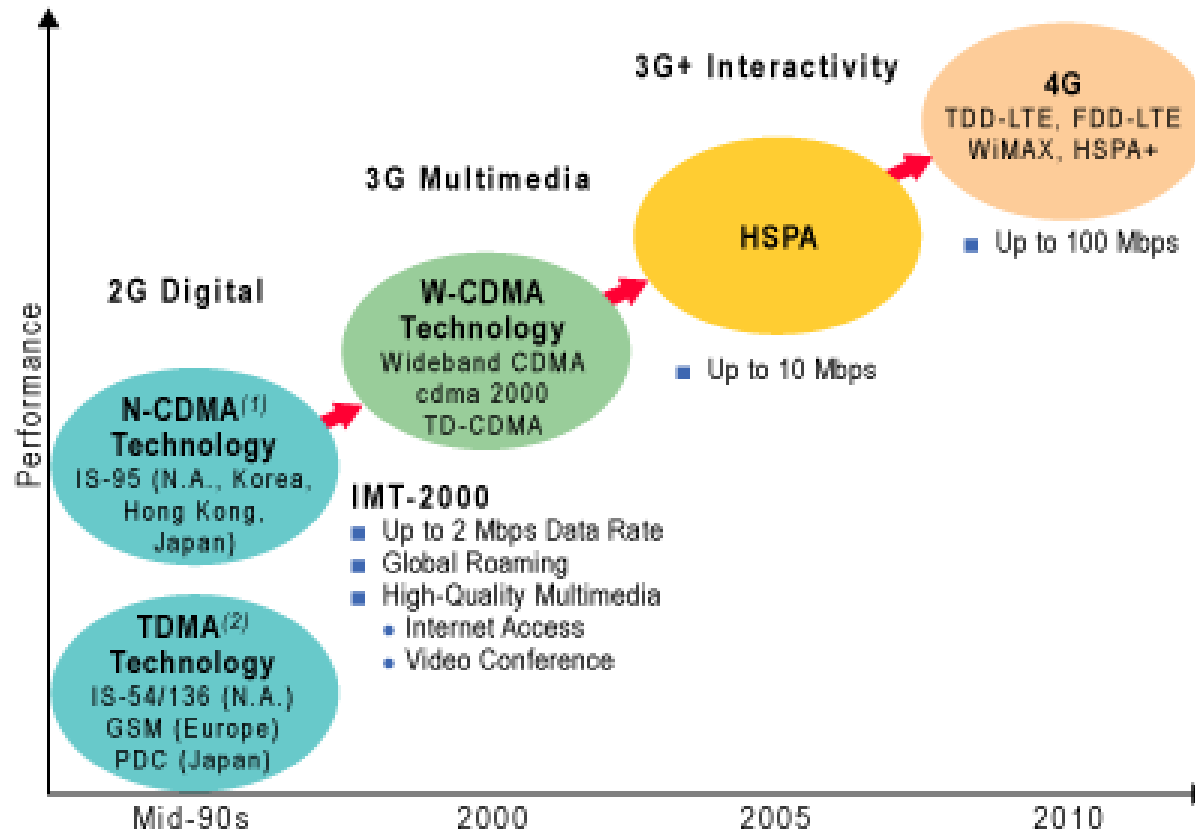 Performance
2G Digital
N-CDMA(1)
Technology
IS-95 (N.A., Korea,
Hong Kong,
Japan)
TDMA(2)
Technology
IS-54/136 (N.A.)
GSM (Europe)
PDC (Japan)
3G Multimedia
W-CDMA
Technology
Wideband CDMA
cdma 2000
TD-CDMA
IMT-2000
Up to 2 Mbps Data Rate
Global Roaming
High-Quality Multimedia
Internet Access
Video Conference
3G+ Interactivity
HSPA
Up to 10 Mbps
4G
TDD-LTE, FDD-LTE
WiMAX, HSPA+
Up to 100 Mbps
Mid-90s
2000
2005
2010